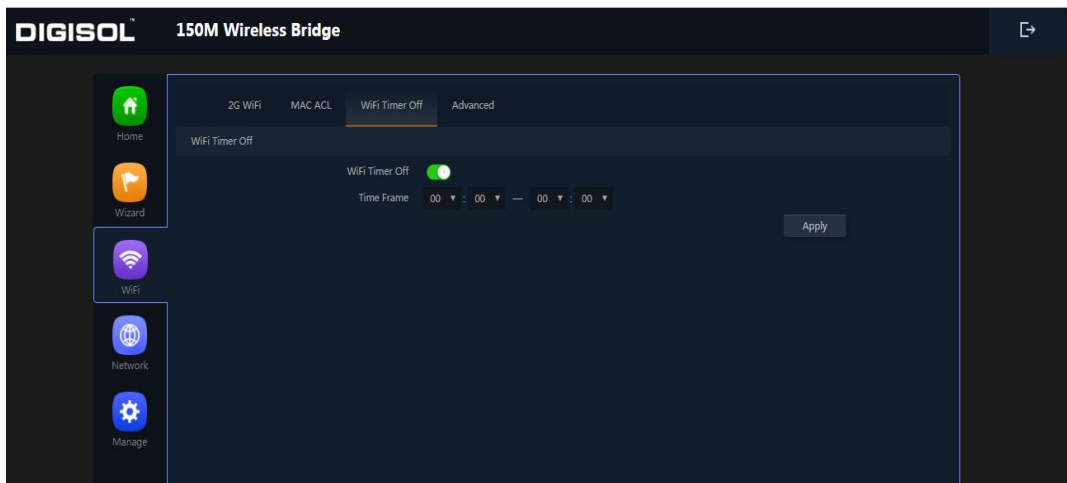 DIGISOL™ 150M Wireless Bridge
2G WiFi MAC ACL WiFi Timer Off Advanced
Home
WiFi Timer Off
WiFi Timer Off
Time Frame 00 ▼ : 00 ▼ — 00 ▼ : 00 ▼
Wizard
Apply
WiFi
Network
Manage